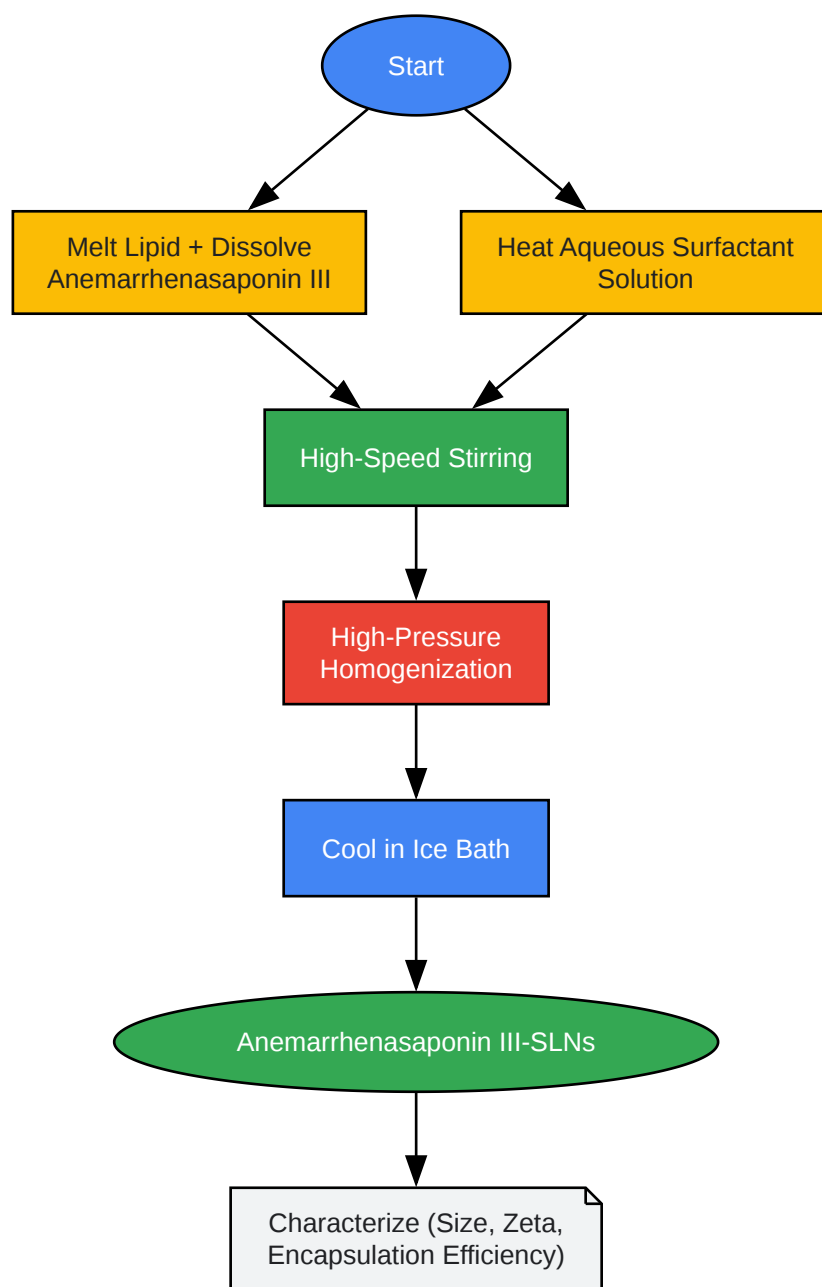 Start
Melt Lipid + Dissolve
Anemarrhenasaponin III
Heat Aqueous Surfactant
Solution
High-Speed Stirring
High-Pressure
Homogenization
Cool in Ice Bath
Anemarrhenasaponin III-SLNs
Characterize (Size, Zeta,
Encapsulation Efficiency)